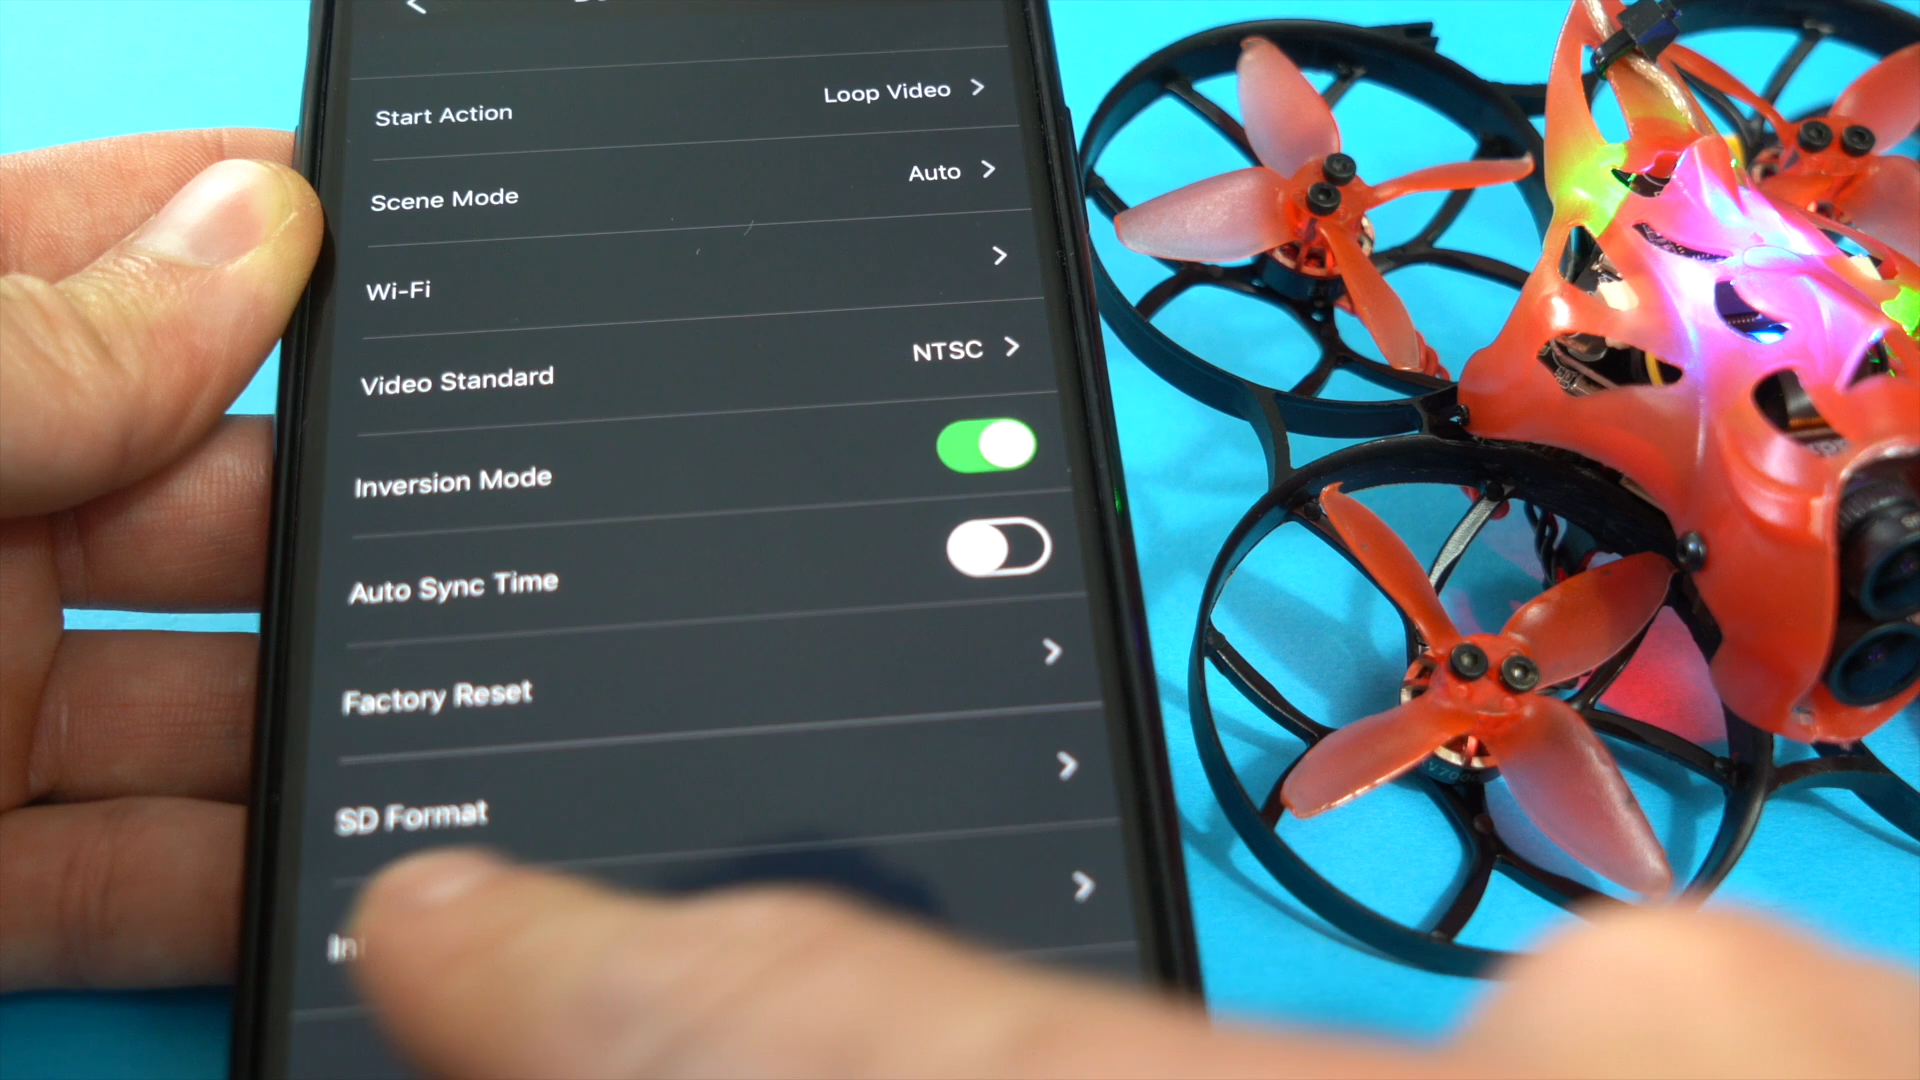 Start Action Loop Video
Scene Mode Auto
Wi-Fi
Video Standard NTSC
Inversion Mode
Auto Sync Time
Factory Reset
SD Format